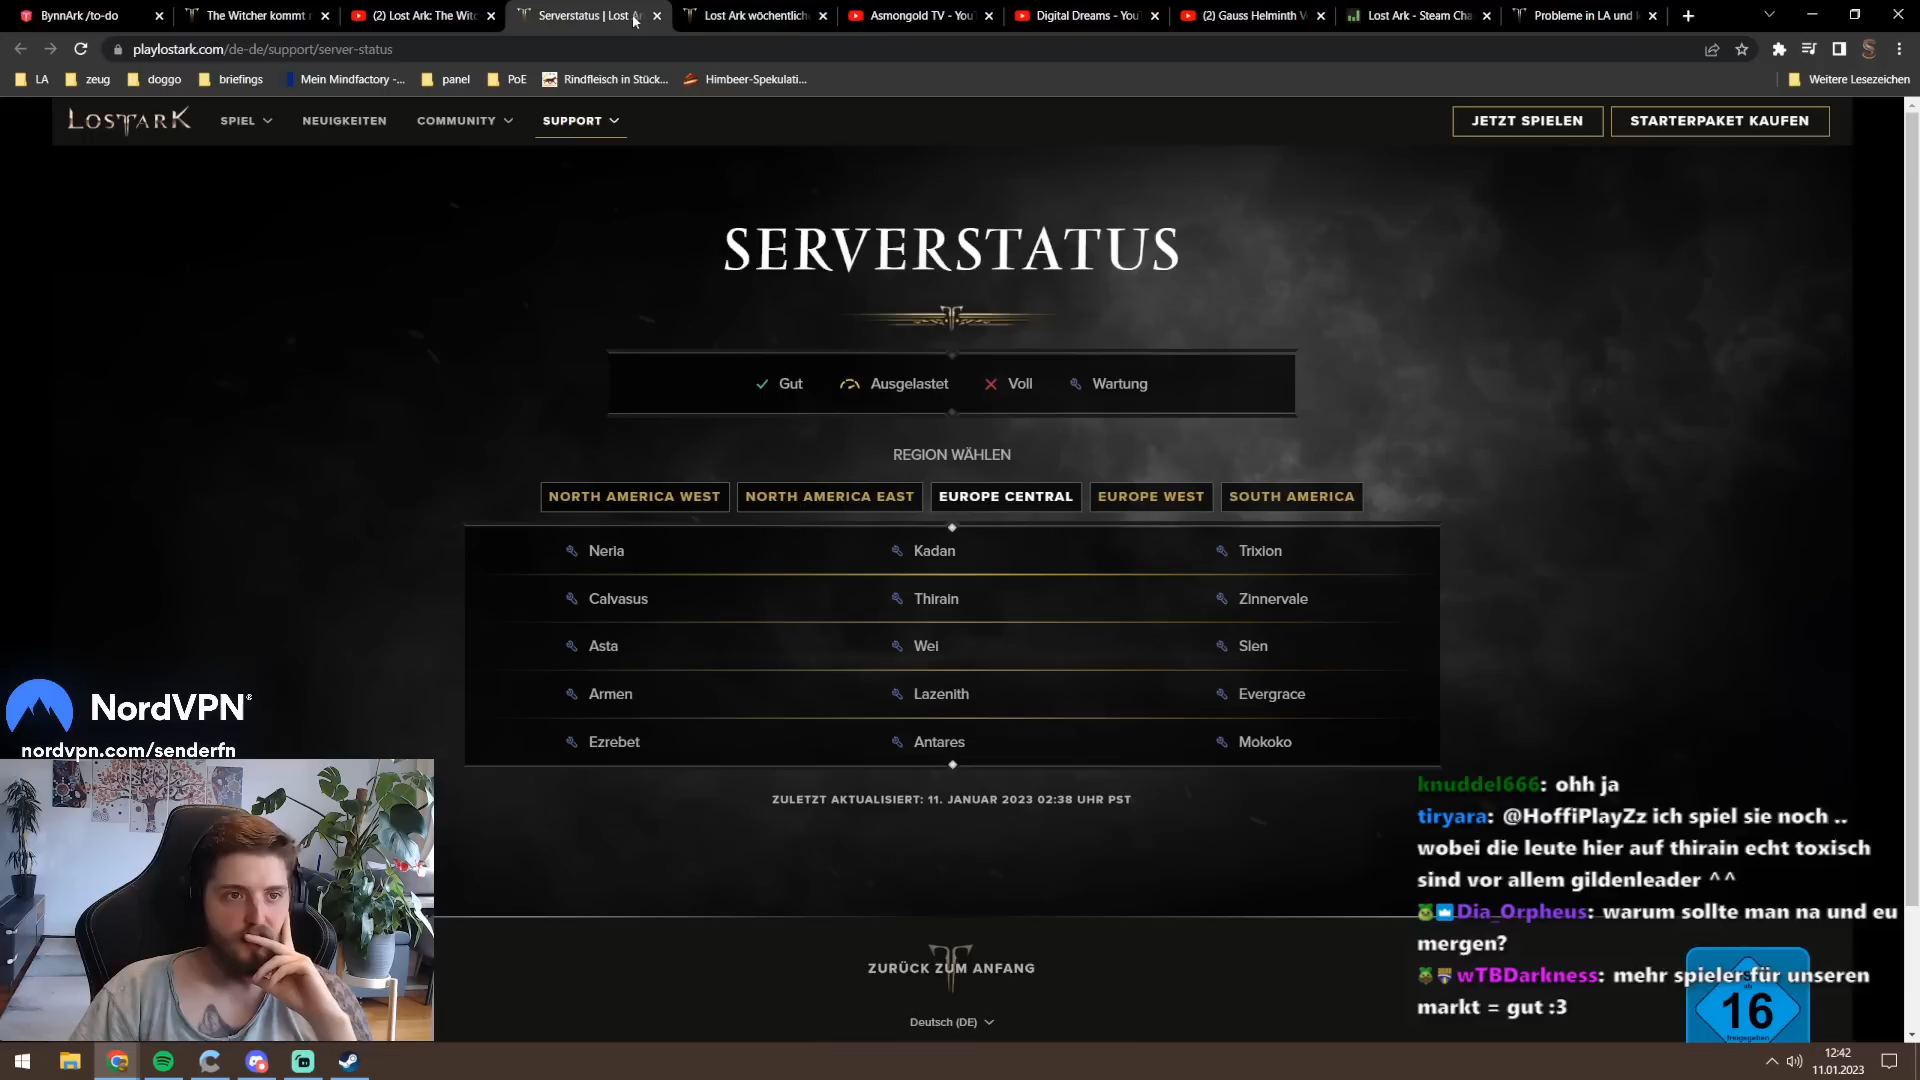 BynnArk /to-do
The Witcher kommt
(2) Lost Ark: The Witc
Serverstatus | Lost Ar
Lost Ark wöchentlich
Asmongold TV - You
Digital Dreams - You
(2) Gauss Helminth V
Lost Ark - Steam Cha
Probleme in LA und
playlostark.com/de-de/support/server-status
LA
zeug
doggo
briefings
Mein Mindfactory -...
panel
PoE
Rindfleisch in Stück...
Himbeer-Spekulati...
Weitere Lesezeichen
LOST ARK
SPIEL
NEUIGKEITEN
COMMUNITY
SUPPORT
JETZT SPIELEN
STARTERPAKET KAUFEN
SERVERSTATUS
Gut
Ausgelastet
Voll
Wartung
REGION WÄHLEN
NORTH AMERICA WEST
NORTH AMERICA EAST
EUROPE CENTRAL
EUROPE WEST
SOUTH AMERICA
Neria
Kadan
Trixion
Calvasus
Thirain
Zinnervale
Asta
Wei
Slen
Armen
Lazenith
Evergrace
Ezrebet
Antares
Mokoko
ZULETZT AKTUALISIERT: 11. JANUAR 2023 02:38 UHR PST
NordVPN®
nordvpn.com/senderfn
knuddel666: ohh ja
tiryara: @HoffiPlayZz ich spiel sie noch ..
wobei die leute hier auf thirain echt toxisch
sind vor allem gildenleader ^^
Dia_Orpheus: warum sollte man na und eu
mergen?
wTBDarkness: mehr spieler für unseren
markt = gut :3
ZURÜCK ZUM ANFANG
Deutsch (DE)
ab
16
freigegeben
12:42
11.01.2023